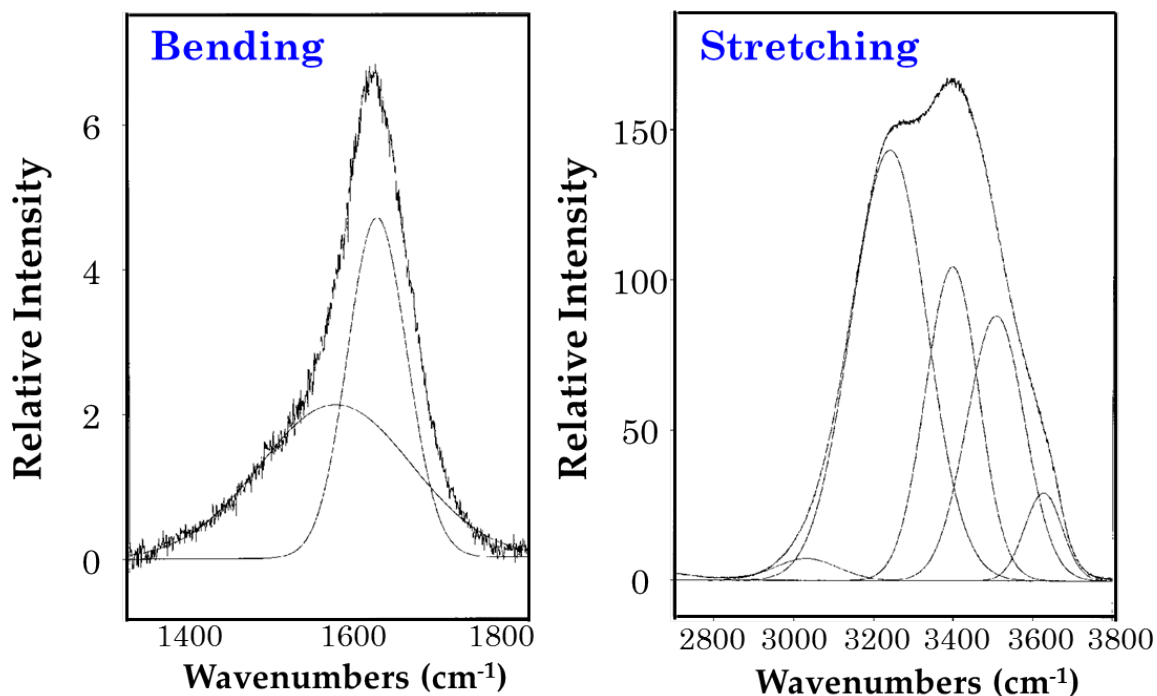 Bending
Relative Intensity
6
4
2
0
1400 1600 1800
Wavenumbers (cm-1)
Stretching
Relative Intensity
150
100
50
0
2800 3000 3200 3400 3600 3800
Wavenumbers (cm-1)